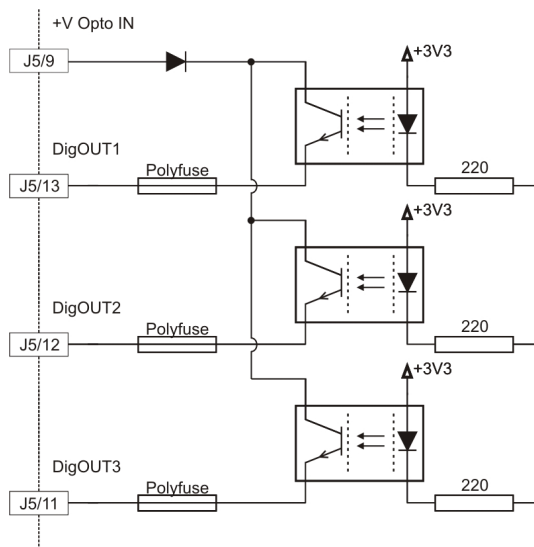 +V Opto IN
J5/9
+3V3
DigOUT1
Polyfuse
220
J5/13
+3V3
DigOUT2
Polyfuse
220
J5/12
+3V3
DigOUT3
Polyfuse
220
J5/11